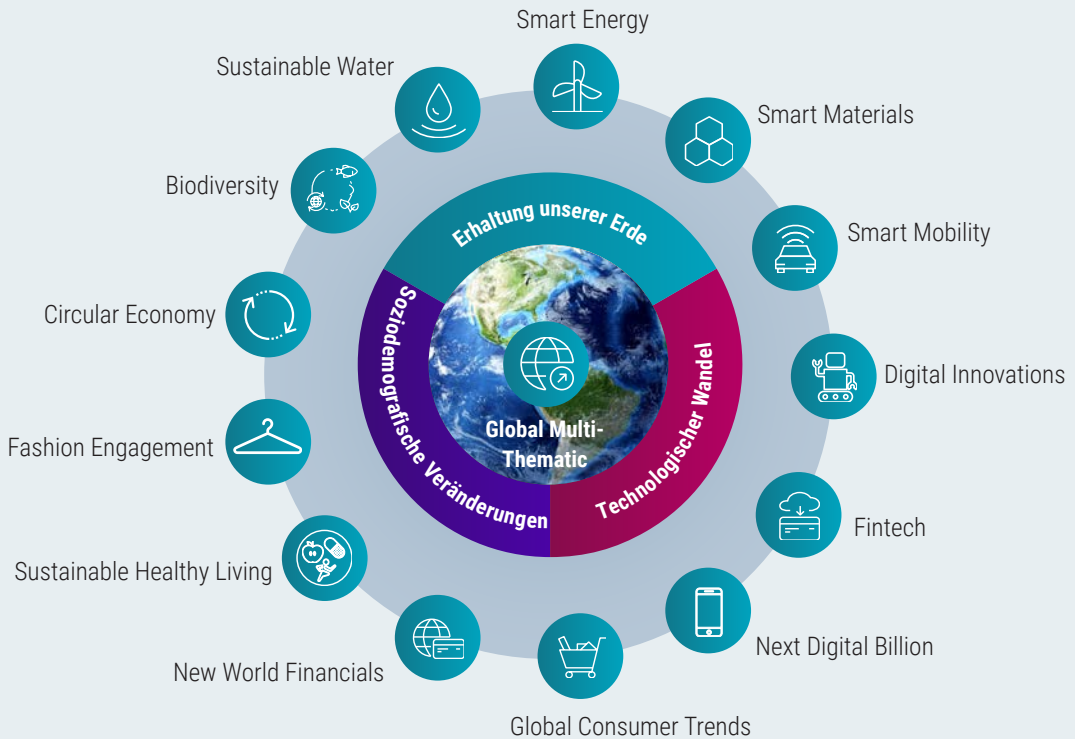 Smart Energy
Sustainable Water
Smart Materials
Biodiversity
Smart Mobility
Circular Economy
Digital Innovations
Fashion Engagement
Fintech
Sustainable Healthy Living
Next Digital Billion
New World Financials
Global Consumer Trends
Erhaltung unserer Erde
Soziodemografische Veränderungen
Technologischer Wandel
Global Multi-
Thematic